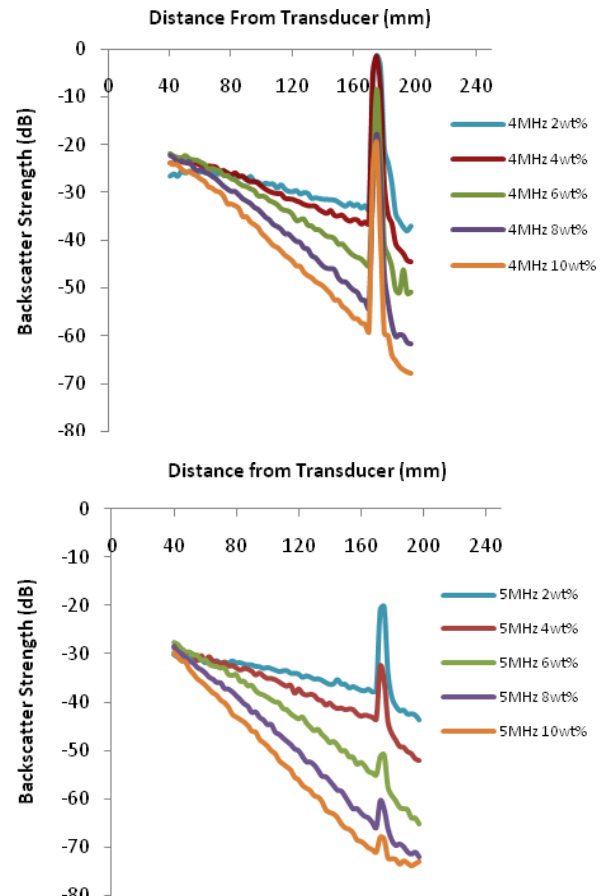 Distance From Transducer (mm)
0
0 40 80 120 160 200 240
-10
-20
-30
-40
-50
-60
-70
-80
Backscatter Strength (dB)
4MHz 2wt%
4MHz 4wt%
4MHz 6wt%
4MHz 8wt%
4MHz 10wt%
Distance from Transducer (mm)
0
0 40 80 120 160 200 240
-10
-20
-30
-40
-50
-60
-70
-80
Backscatter Strength (dB)
5MHz 2wt%
5MHz 4wt%
5MHz 6wt%
5MHz 8wt%
5MHz 10wt%